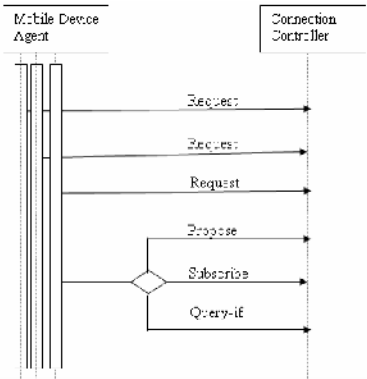 Mobile Device
Agent
Connection
Controller
Request
Request
Request
Propose
Subscribe
Query-if